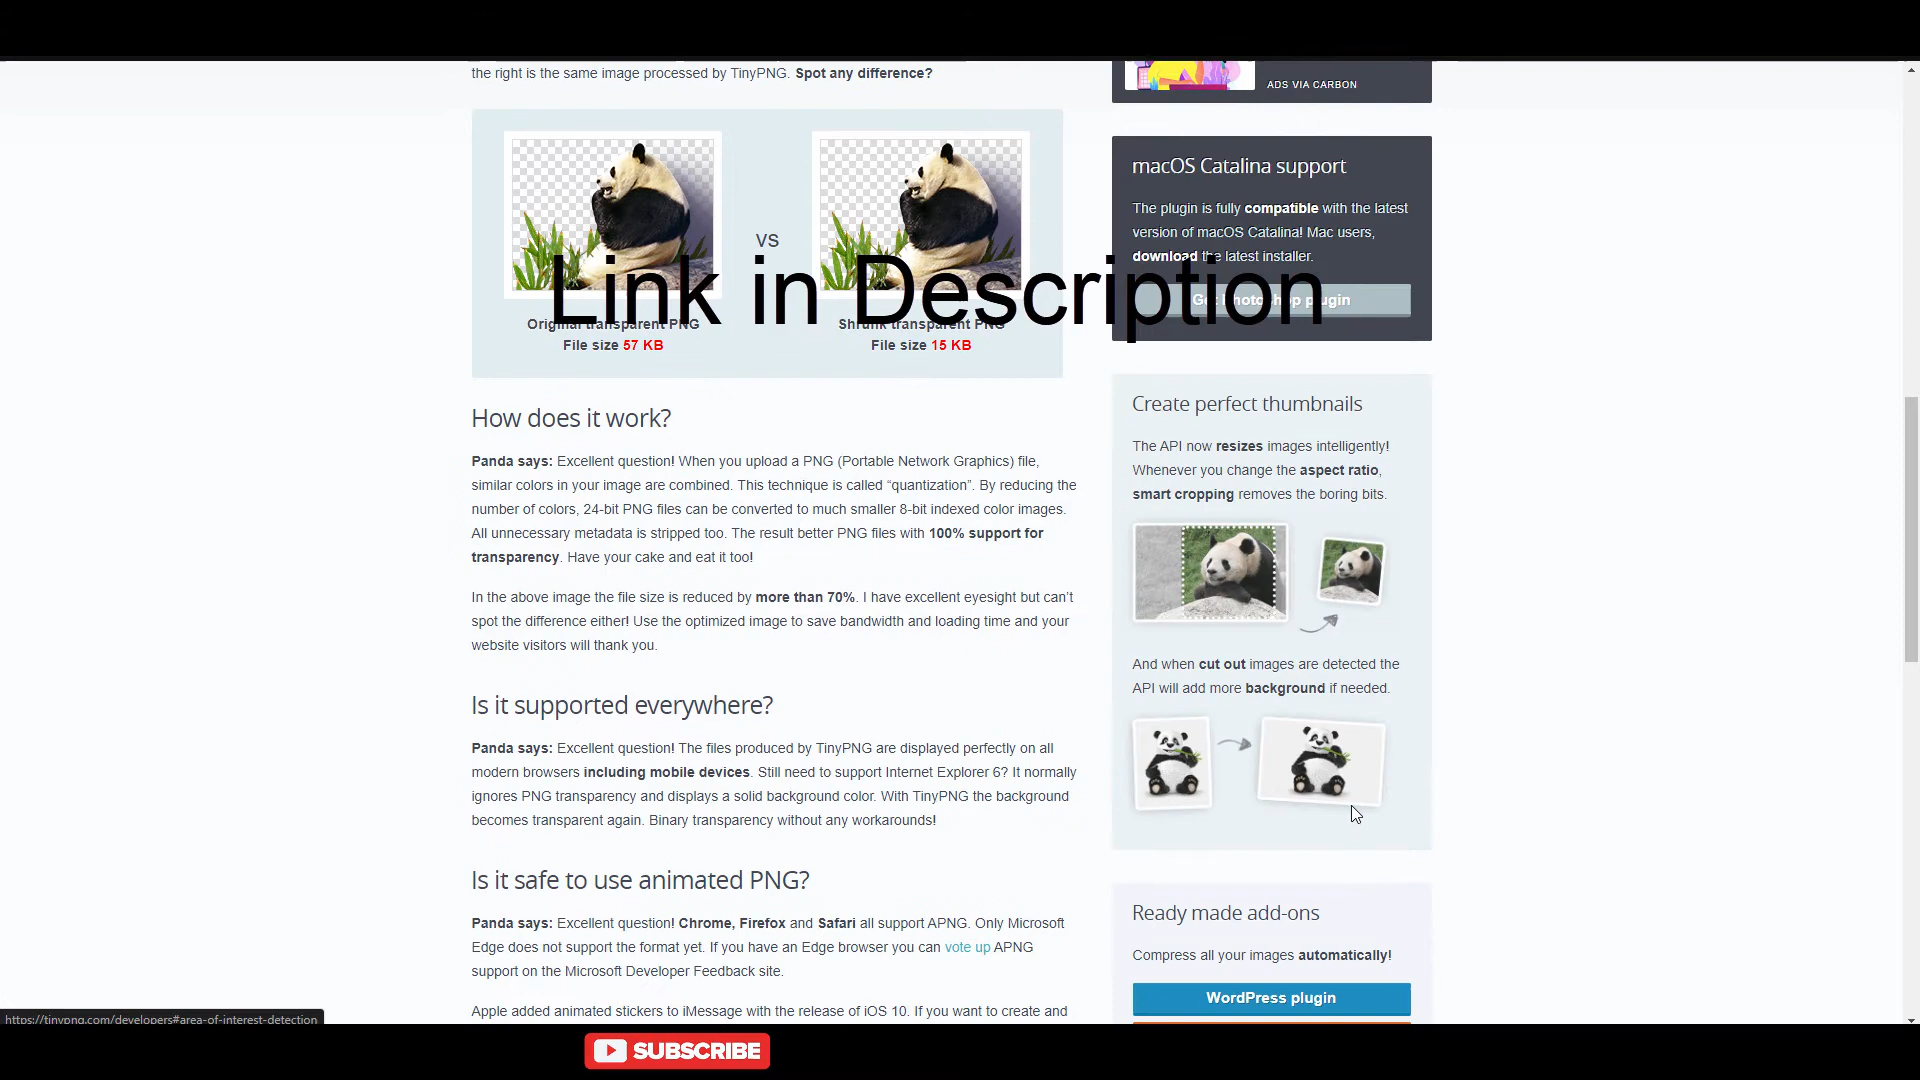 the right is the same image processed by TinyPNG. Spot any difference?
VS
Original transparent PNG
File size 57 KB
Shrunk transparent PNG
File size 15 KB
Link in Description
How does it work?
Panda says: Excellent question! When you upload a PNG (Portable Network Graphics) file,
similar colors in your image are combined. This technique is called “quantization”. By reducing the
number of colors, 24-bit PNG files can be converted to much smaller 8-bit indexed color images.
All unnecessary metadata is stripped too. The result better PNG files with 100% support for
transparency. Have your cake and eat it too!
In the above image the file size is reduced by more than 70%. I have excellent eyesight but can’t
spot the difference either! Use the optimized image to save bandwidth and loading time and your
website visitors will thank you.
Is it supported everywhere?
Panda says: Excellent question! The files produced by TinyPNG are displayed perfectly on all
modern browsers including mobile devices. Still need to support Internet Explorer 6? It normally
ignores PNG transparency and displays a solid background color. With TinyPNG the background
becomes transparent again. Binary transparency without any workarounds!
Is it safe to use animated PNG?
Panda says: Excellent question! Chrome, Firefox and Safari all support APNG. Only Microsoft
Edge does not support the format yet. If you have an Edge browser you can vote up APNG
support on the Microsoft Developer Feedback site.
Apple added animated stickers to iMessage with the release of iOS 10. If you want to create and
ADS VIA CARBON
macOS Catalina support
The plugin is fully compatible with the latest
version of macOS Catalina! Mac users,
download the latest installer.
Get Photoshop plugin
Create perfect thumbnails
The API now resizes images intelligently!
Whenever you change the aspect ratio,
smart cropping removes the boring bits.
And when cut out images are detected the
API will add more background if needed.
Ready made add-ons
Compress all your images automatically!
WordPress plugin
https://tinypng.com/developers#area-of-interest-detection
SUBSCRIBE